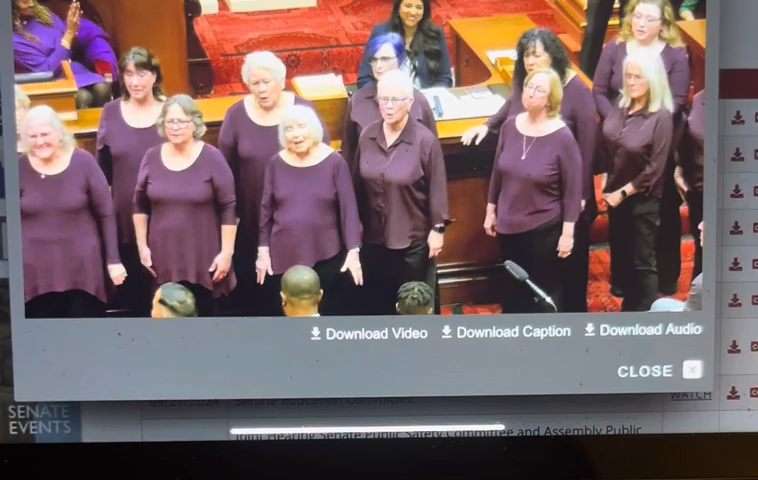 Download Video Download Caption Download Audio
CLOSE
SENATE
EVENTS
Senate Education Committee
WATCH
Joint Hearing Senate Public Safety Committee and Assembly Public